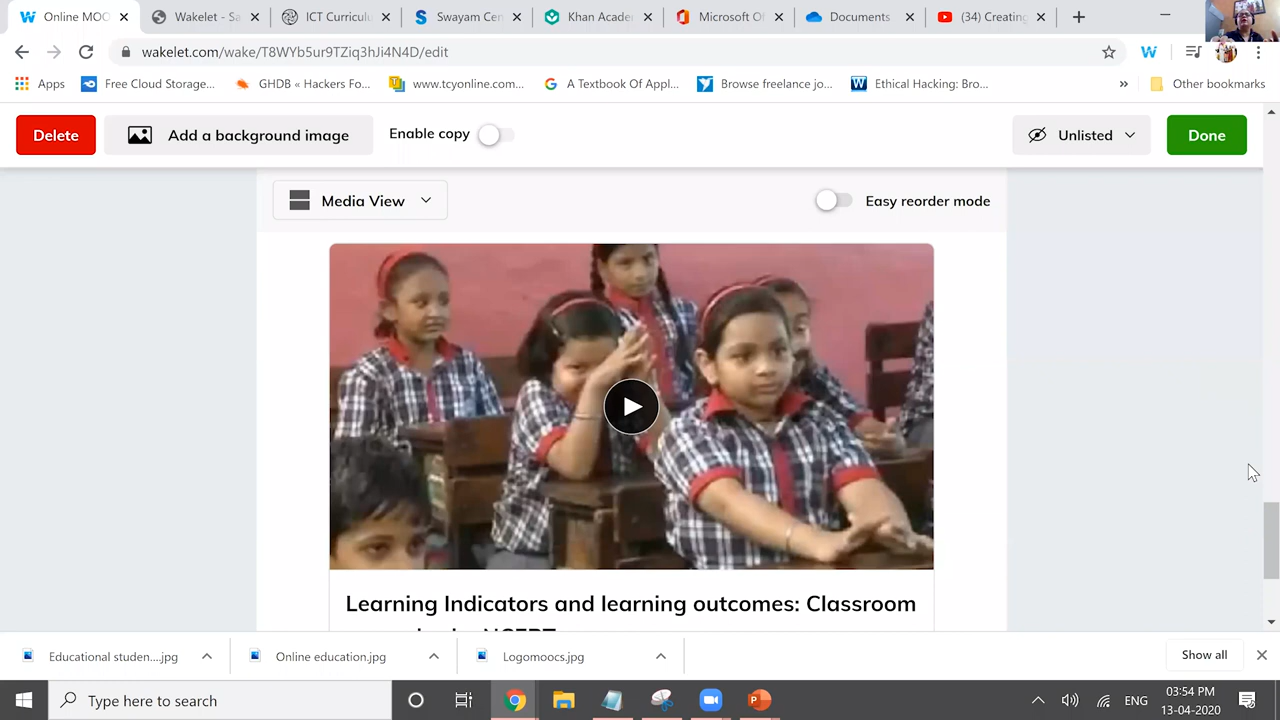 Online MOO
Wakelet - Sa
ICT Curricul
Swayam Cen
Khan Acade
Microsoft Of
Documents
(34) Creating
wakelet.com/wake/T8WYb5ur9TZiq3hJi4N4D/edit
Apps
Free Cloud Storage...
GHDB « Hackers Fo...
www.tcyonline.com...
A Textbook Of Appl...
Browse freelance jo...
Ethical Hacking: Bro...
»
Other bookmarks
Delete
Add a background image
Enable copy
Unlisted
Done
Media View
Easy reorder mode
Learning Indicators and learning outcomes: Classroom
NCERT
Educational studen....jpg
Online education.jpg
Logomoocs.jpg
Show all
Type here to search
ENG
03:54 PM
13-04-2020